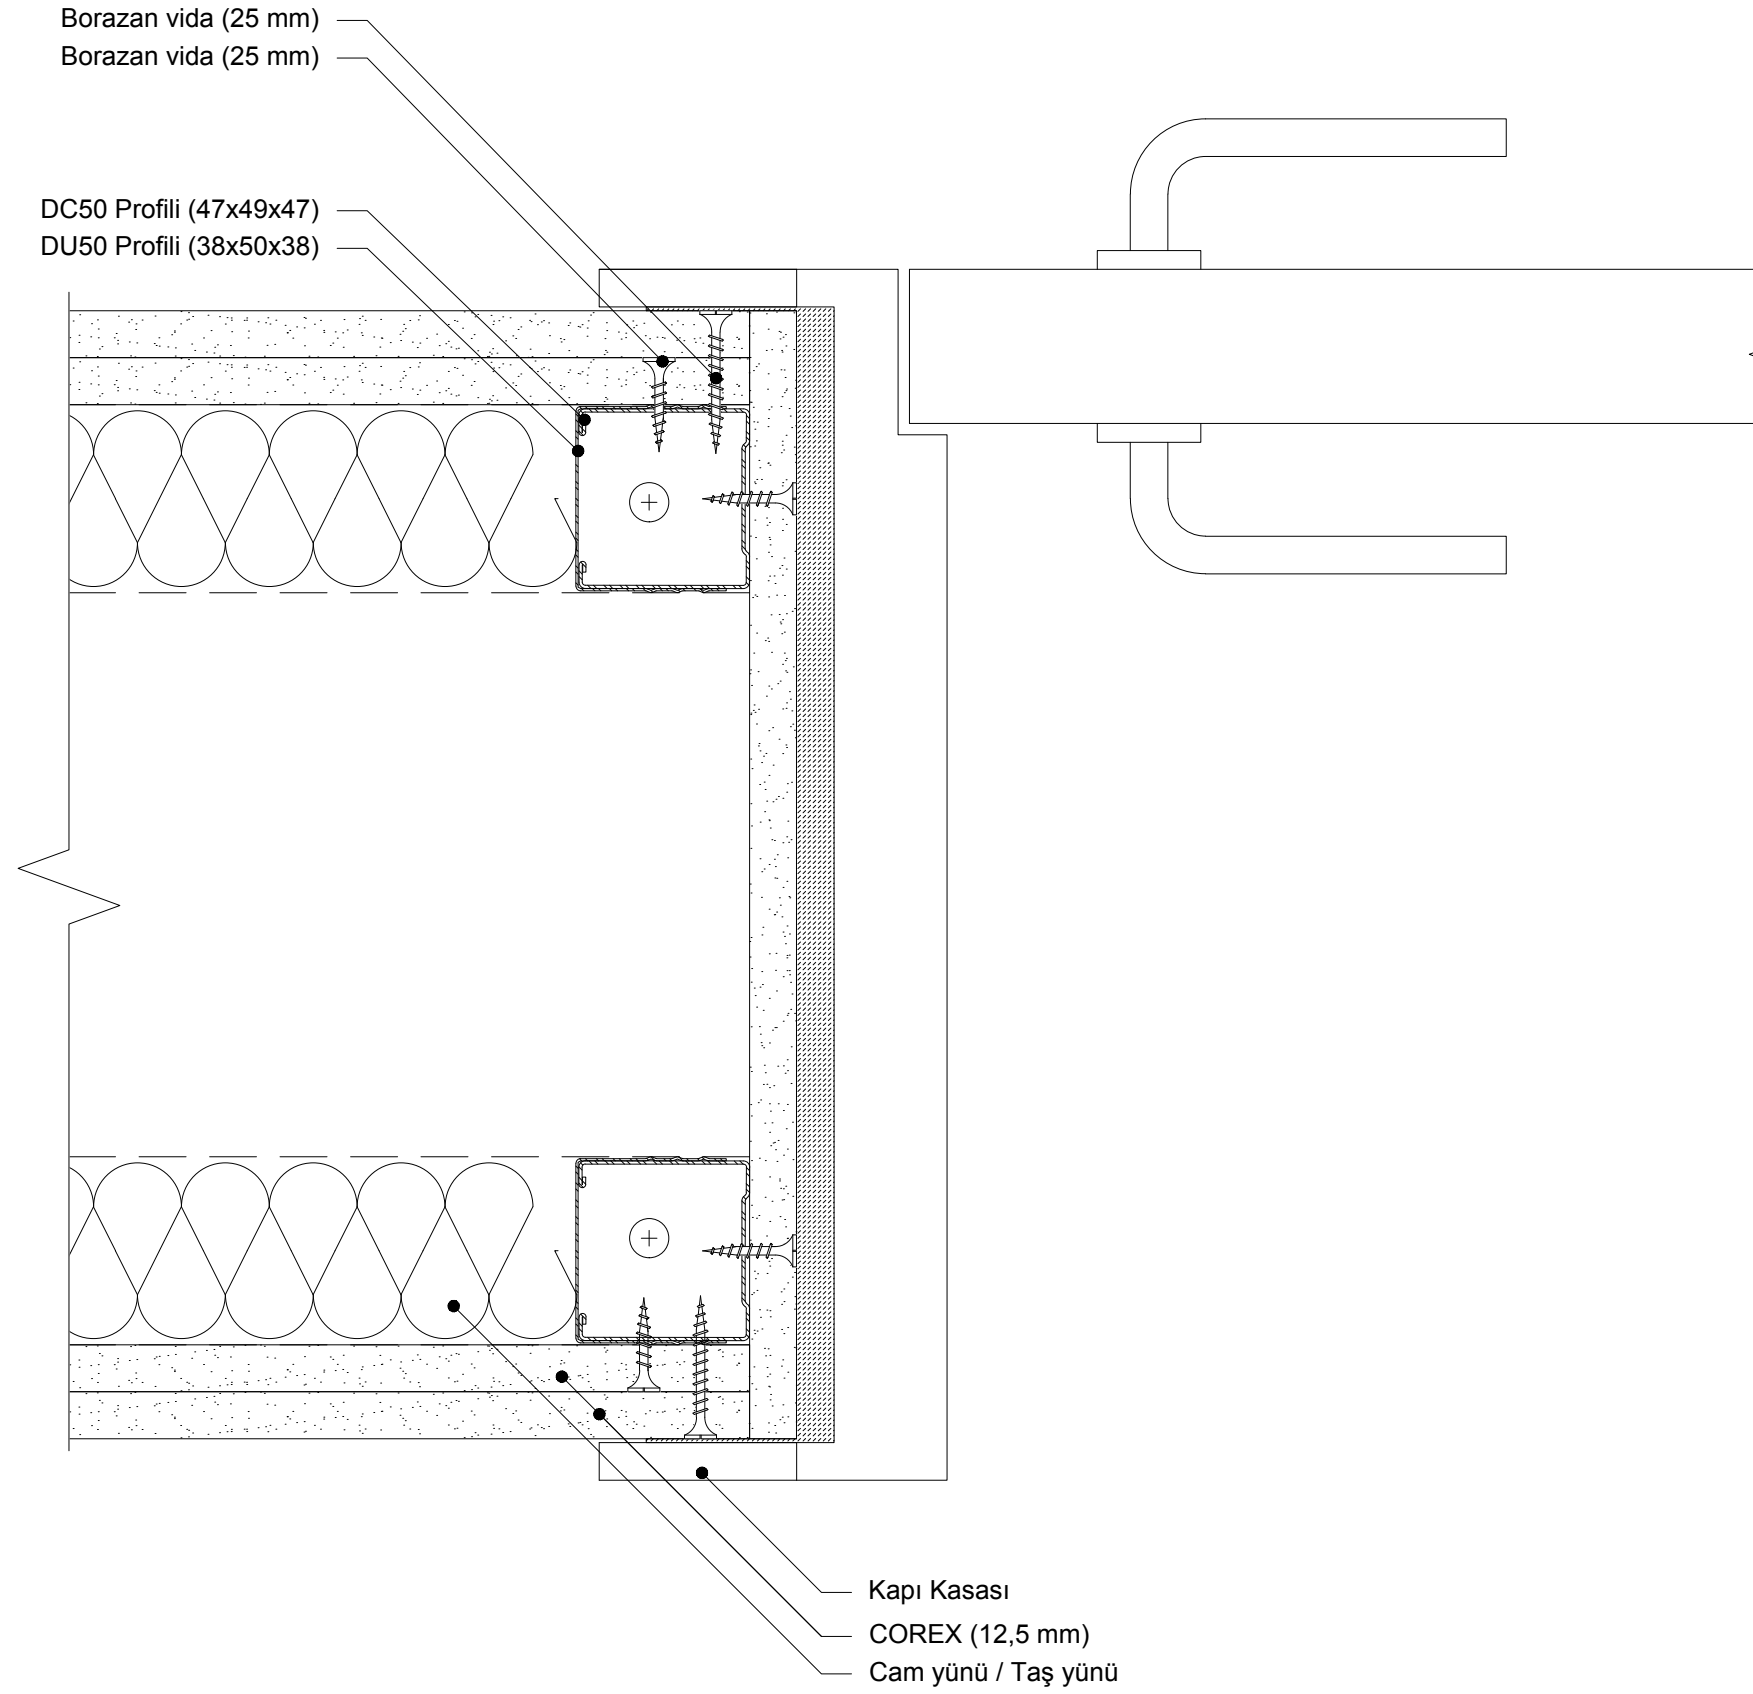 Borazan vida (25 mm)
Borazan vida (25 mm)
DC50 Profili (47x49x47)
DU50 Profili (38x50x38)
Kapı Kasası
COREX (12,5 mm)
Cam yünü / Taş yünü